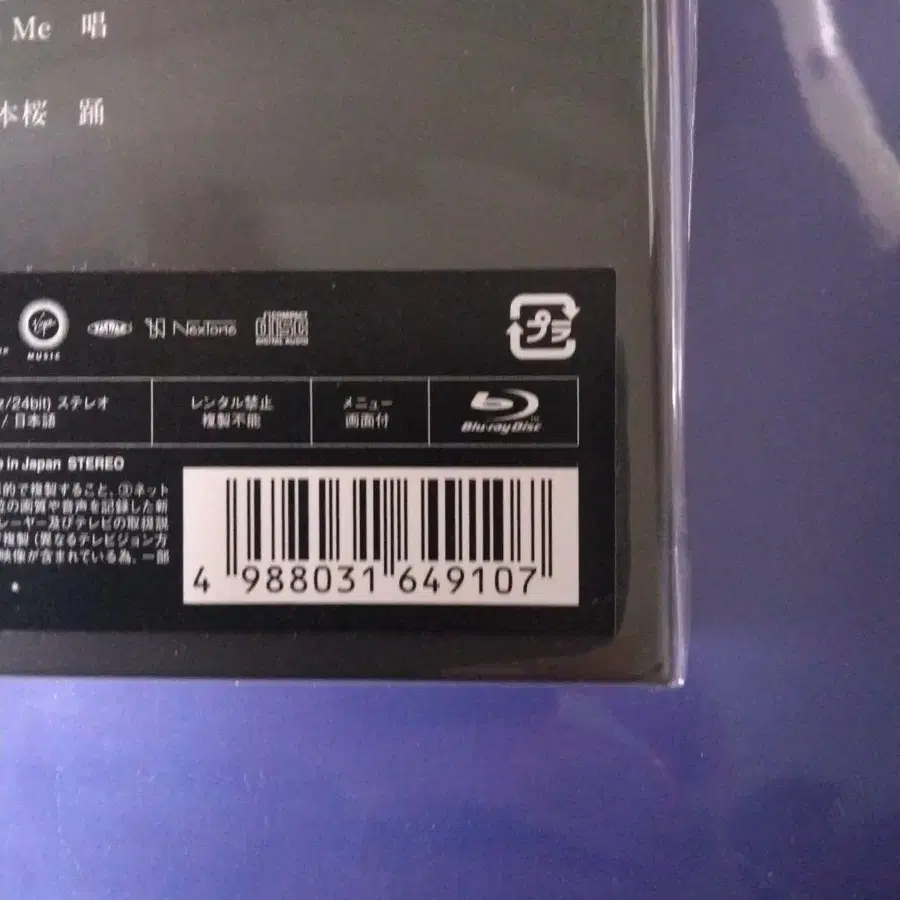 Me 唱
本桜 踊
Virgin
MUSIC
NexTone
COMPACT
disc
DIGITAL AUDIO
プラ
/24bit) ステレオ
/ 日本語
レンタル禁止
複製不能
メニュー
画面付
Blu-ray Disc
in Japan STEREO
的で複製すること、③ネット
の画質や音声を記録した新
レーヤー及びテレビの取扱説
複製（異なるテレビジョン方
映像が含まれている為、一部
4 988031 649107